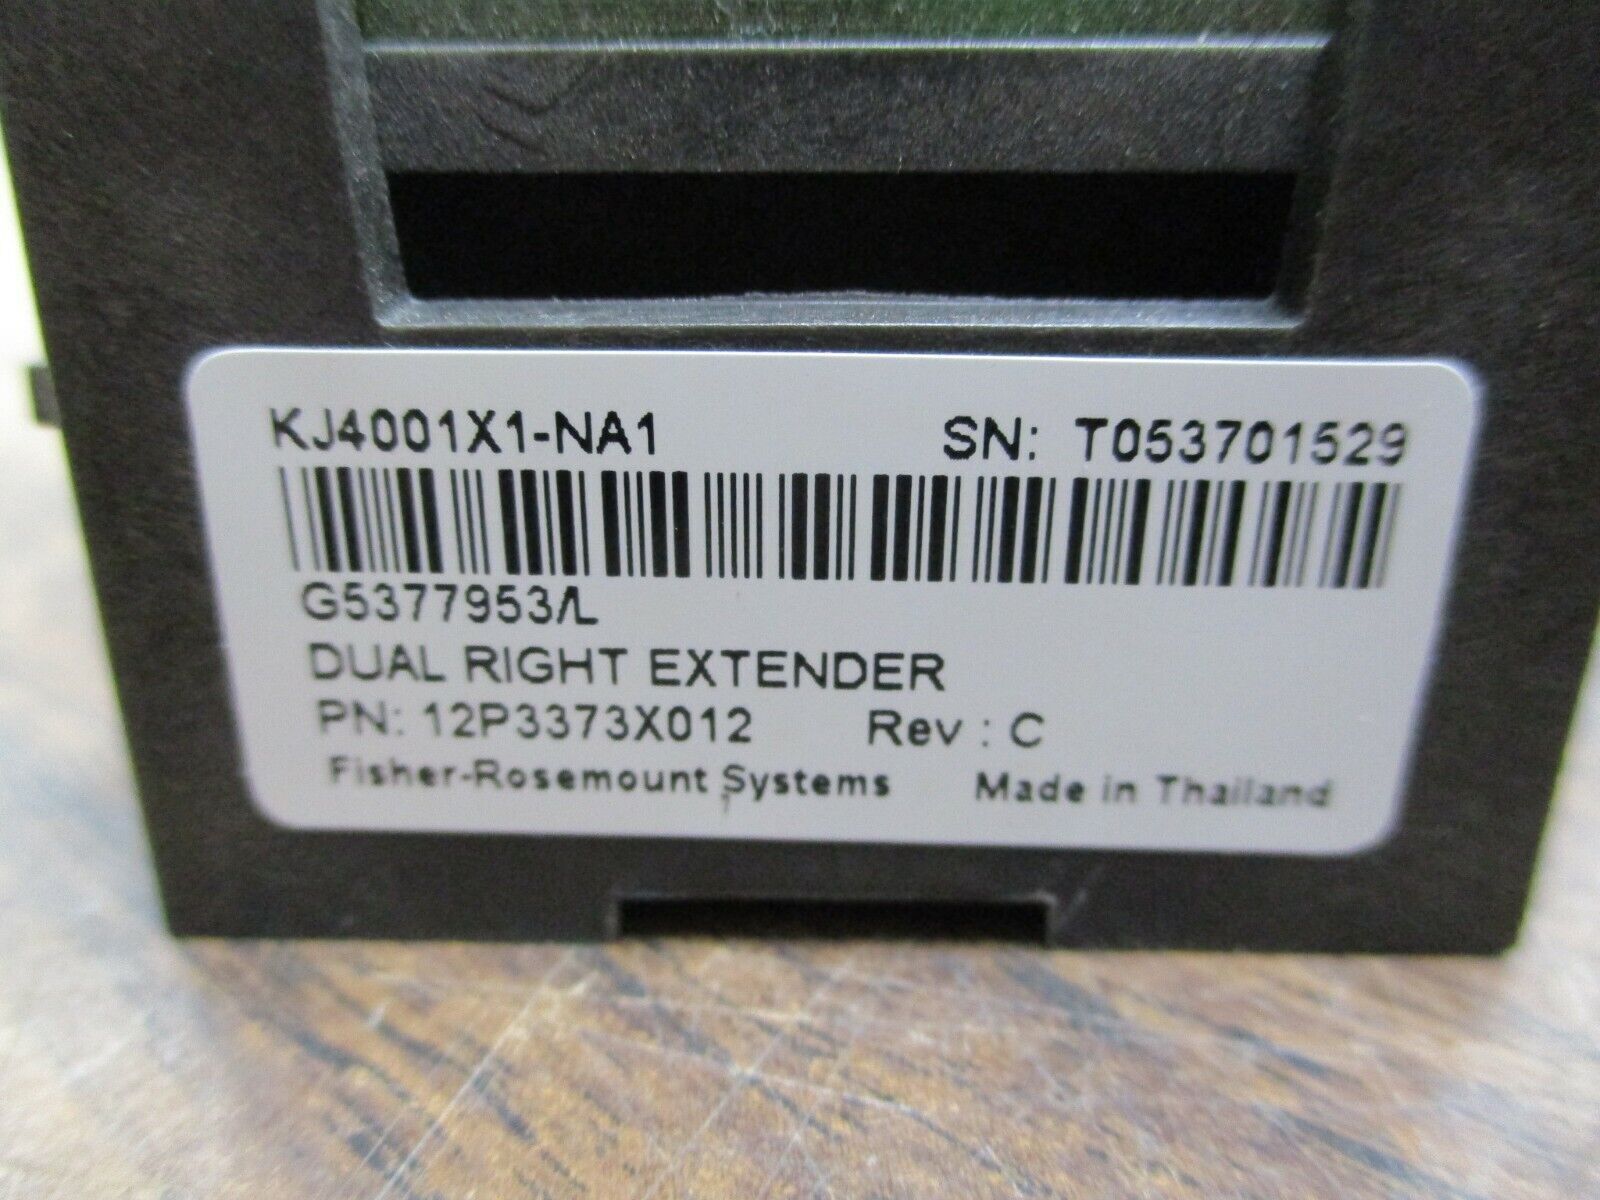 KJ4001X1-NA1 SN: T053701529
G5377953/L
DUAL RIGHT EXTENDER
PN: 12P3373X012 Rev : C
Fisher-Rosemount Systems Made in Thailand